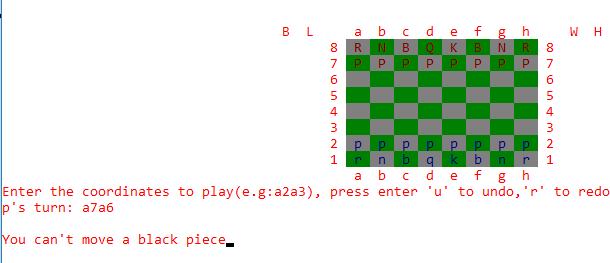 B L a b c d e f g h W H
8 R N B Q K B N R 8
7 P P P P P P P P 7
6 6
5 5
4 4
3 3
2 p p p p p p p p 2
1 r n b q k b n r 1
a b c d e f g h
Enter the coordinates to play(e.g:a2a3), press enter 'u' to undo,'r' to redo
p's turn: a7a6
You can't move a black piece